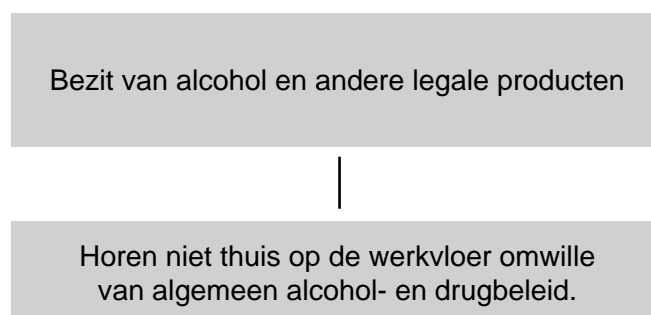 Bezit van alcohol en andere legale producten
Horen niet thuis op de werkvloer omwille
van algemeen alcohol- en drugbeleid.